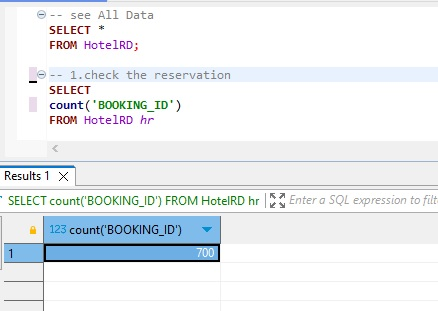 -- see All Data
SELECT *
FROM HotelRD;
-- 1.check the reservation
SELECT
count('BOOKING_ID')
FROM HotelRD hr
Results 1
SELECT count('BOOKING_ID') FROM HotelRD hr Enter a SQL expression to filt
123 count('BOOKING_ID')
1 700